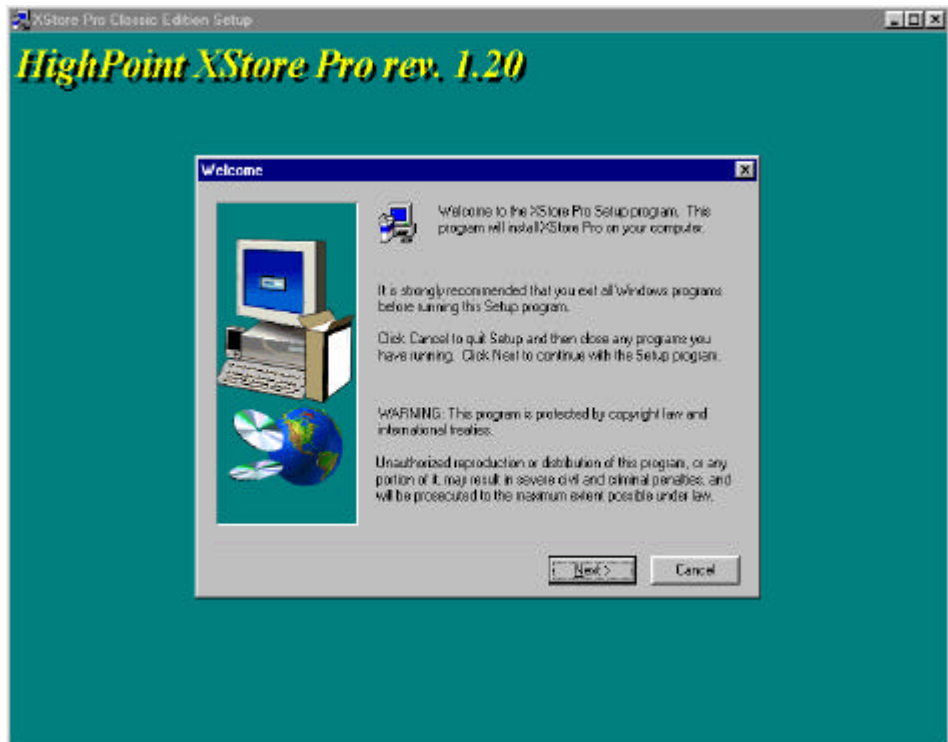 XStore Pro Classic Edition Setup
HighPoint XStore Pro rev. 1.20
Welcome
Welcome to the XStore Pro Setup program. This
program will install XStore Pro on your computer.
It is strongly recommended that you exit all Windows programs
before running this Setup program.
Click Cancel to quit Setup and then close any programs you
have running. Click Next to continue with the Setup program.
WARNING: This program is protected by copyright law and
international treaties.
Unauthorized reproduction or distribution of this program, or any
portion of it, may result in severe civil and criminal penalties, and
will be prosecuted to the maximum extent possible under law.
Next >
Cancel